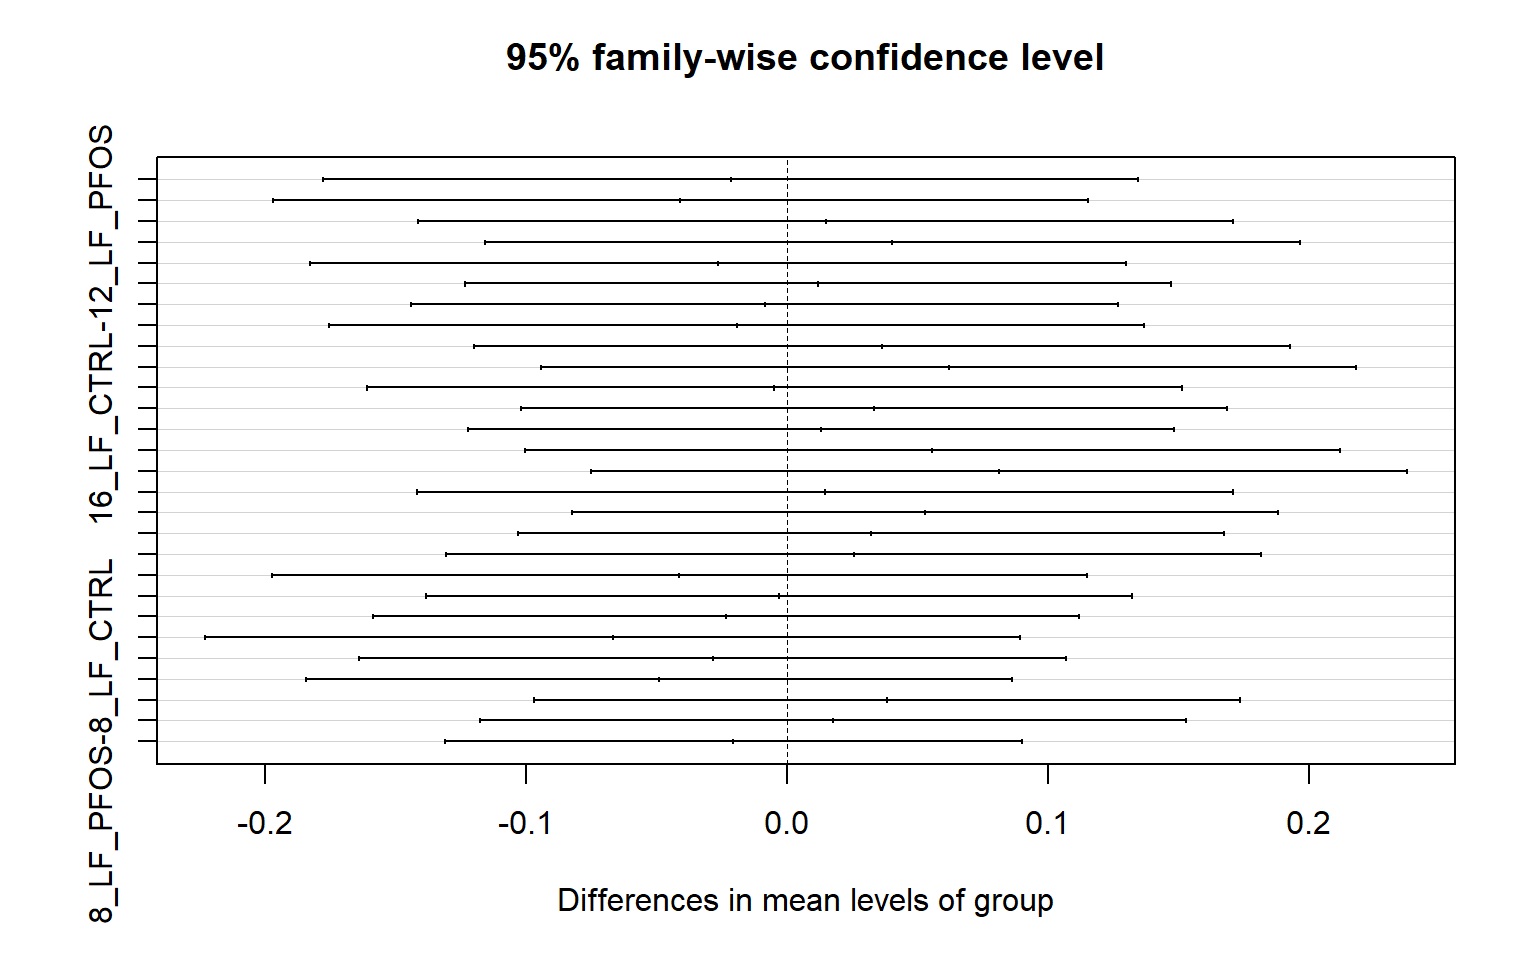 95% family-wise confidence level
16_LF_CTRL-12_LF_PFOS
8_LF_PFOS-8_LF_CTRL
-0.2 -0.1 0.0 0.1 0.2
Differences in mean levels of group